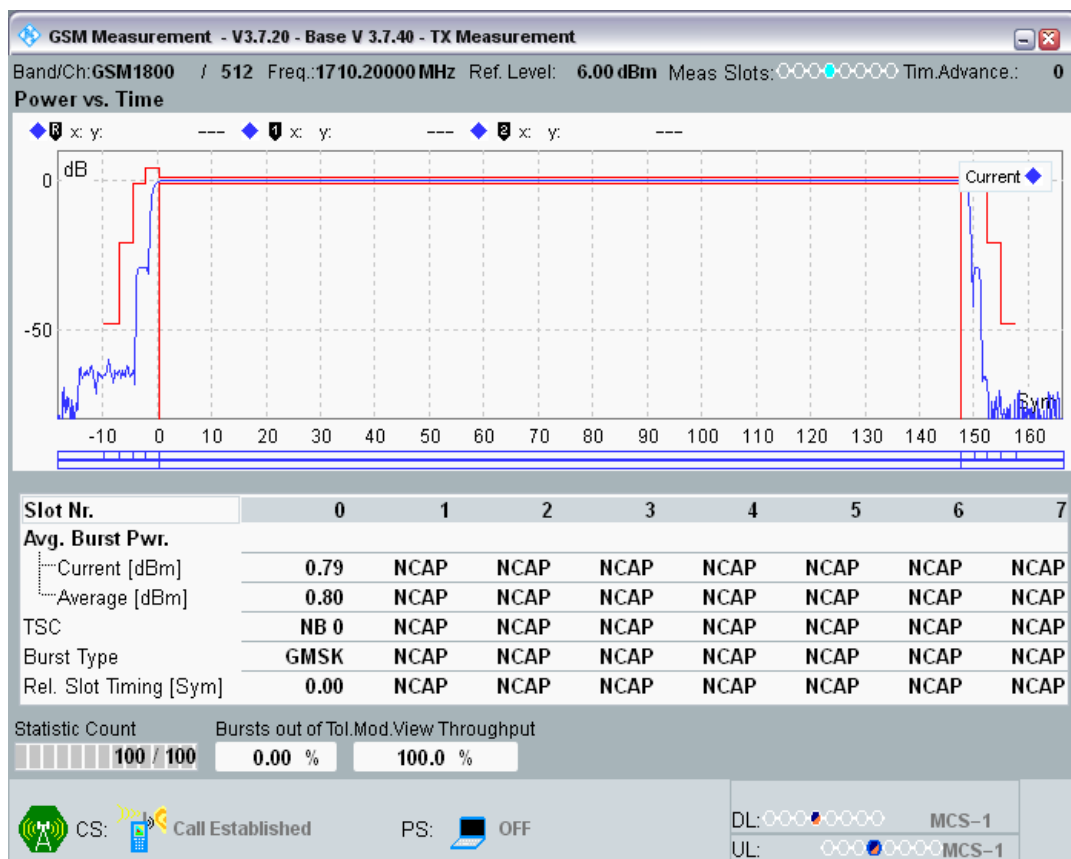 GSM Measurement - V3.7.20 - Base V 3.7.40 - TX Measurement
Band/Ch:GSM1800 / 512 Freq.:1710.20000 MHz Ref. Level: 6.00 dBm Meas Slots: Tim.Advance.: 0
Power vs. Time
R x: y: --- 1 x: y: --- 2 x: y: ---
dB
Current
0
-50
Sym
-10 0 10 20 30 40 50 60 70 80 90 100 110 120 130 140 150 160
Slot Nr. 0 1 2 3 4 5 6 7
Avg. Burst Pwr.
Current [dBm] 0.79 NCAP NCAP NCAP NCAP NCAP NCAP NCAP
Average [dBm] 0.80 NCAP NCAP NCAP NCAP NCAP NCAP NCAP
TSC NB 0 NCAP NCAP NCAP NCAP NCAP NCAP NCAP
Burst Type GMSK NCAP NCAP NCAP NCAP NCAP NCAP NCAP
Rel. Slot Timing [Sym] 0.00 NCAP NCAP NCAP NCAP NCAP NCAP NCAP
Statistic Count Bursts out of Tol.Mod.View Throughput
100 / 100 0.00 % 100.0 %
CS: Call Established PS: OFF
DL: MCS-1
UL: MCS-1